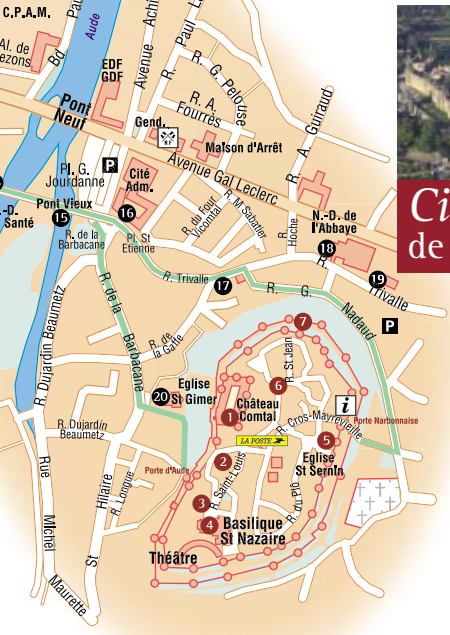 C.P.A.M.
Aude
Al. de
ezons
Bd
Pau
Avenue
Achi
R.
Paul L
EDF
GDF
R. G. Pelouse
R. A.
Fourrès
R. A. Guiraud
Pont
Neuf
Gend.
Maison d'Arrêt
Avenue Gal Leclerc
P
Pl. G.
Jourdanne
Cité
Adm.
Ci
de
.-D.
Santé
Pont Vieux
15
16
R. de la
Barbacane
Pl. St
Etienne
R. du Four
Vicomtal
R. M. Sabatier
R.
Hoche
N.-D. de
l'Abbaye
18
R. Trivalle
19
R. Trivalle
17
R. G. Nadaud
P
R. Dujardin Beaumetz
R. de la
Barbacane
R. de
la Gaffe
7
R. St Jean
6
20
Eglise
St Gimer
Château
Comtal
1
i
R. Cros-Mayrevieille
Porte Narbonnaise
LA POSTE
5
R. Dujardin
Beaumetz
Eglise
St Sernin
2
Porte d'Aude
R. Saint-Louis
R. du Plô
3
4
Basilique
St Nazaire
Théâtre
R. Longue
St Hilaire
Rue
Michel
Maurette